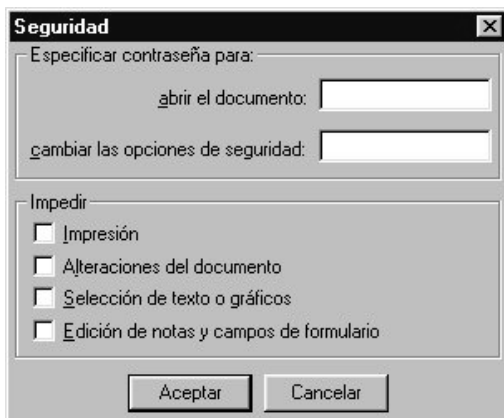 Seguridad
Especificar contraseña para:
abrir el documento:
cambiar las opciones de seguridad:
Impedir
Impresión
Alteraciones del documento
Selección de texto o gráficos
Edición de notas y campos de formulario
Aceptar Cancelar